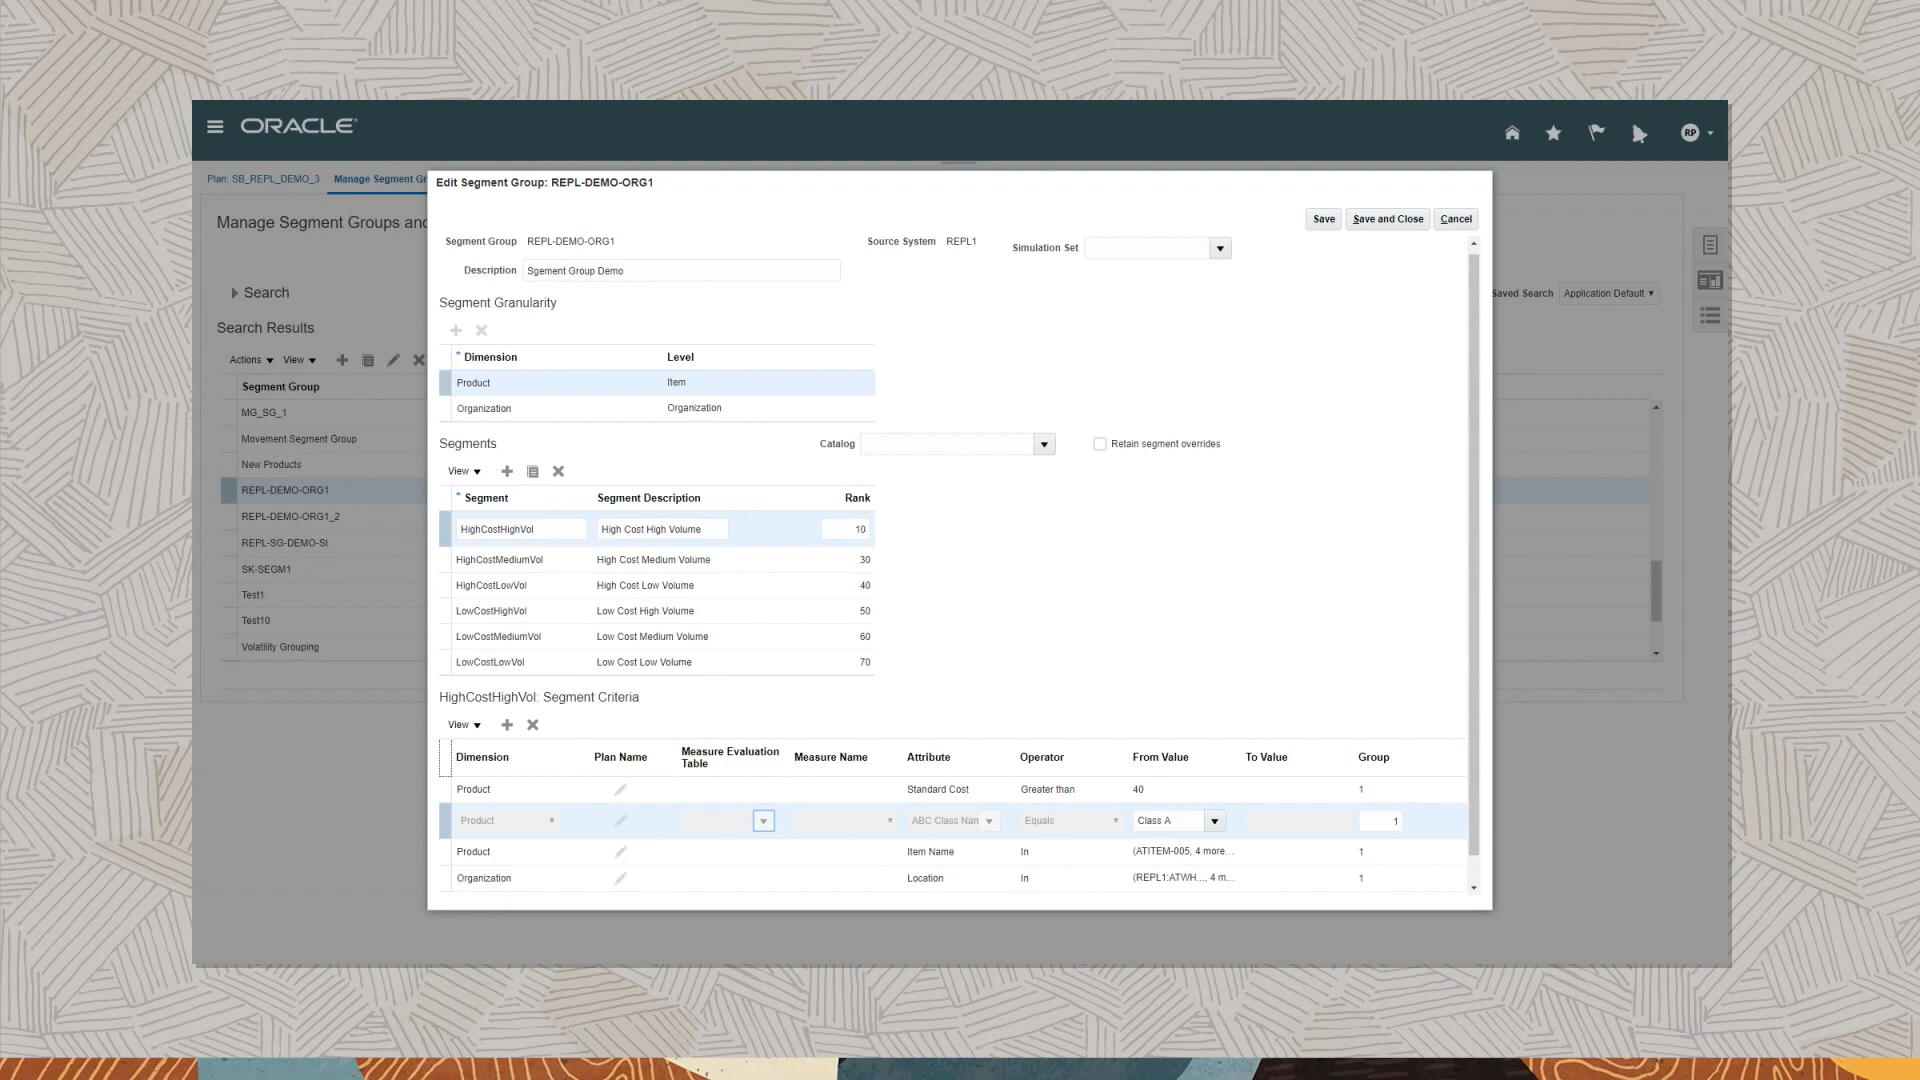 ORACLE
RP
Plan: SB_REPL_DEMO_3 Manage Segment Gr
Manage Segment Groups and
Search
Saved Search Application Default
Search Results
Actions View
Segment Group
MG_SG_1
Movement Segment Group
New Products
REPL-DEMO-ORG1
REPL-DEMO-ORG1_2
REPL-SG-DEMO-SI
SK-SEGM1
Test1
Test10
Volatility Grouping
Edit Segment Group: REPL-DEMO-ORG1
Save Save and Close Cancel
Segment Group REPL-DEMO-ORG1 Source System REPL1 Simulation Set
Description Sgement Group Demo
Segment Granularity
* Dimension Level
Product Item
Organization Organization
Segments Catalog Retain segment overrides
View
* Segment Segment Description Rank
HighCostHighVol High Cost High Volume 10
HighCostMediumVol High Cost Medium Volume 30
HighCostLowVol High Cost Low Volume 40
LowCostHighVol Low Cost High Volume 50
LowCostMediumVol Low Cost Medium Volume 60
LowCostLowVol Low Cost Low Volume 70
HighCostHighVol: Segment Criteria
View
Dimension Plan Name Measure Evaluation Table Measure Name Attribute Operator From Value To Value Group
Product Standard Cost Greater than 40 1
Product ABC Class Nan Equals Class A 1
Product Item Name In (ATITEM-005, 4 more... 1
Organization Location In (REPL1:ATWH..., 4 m... 1